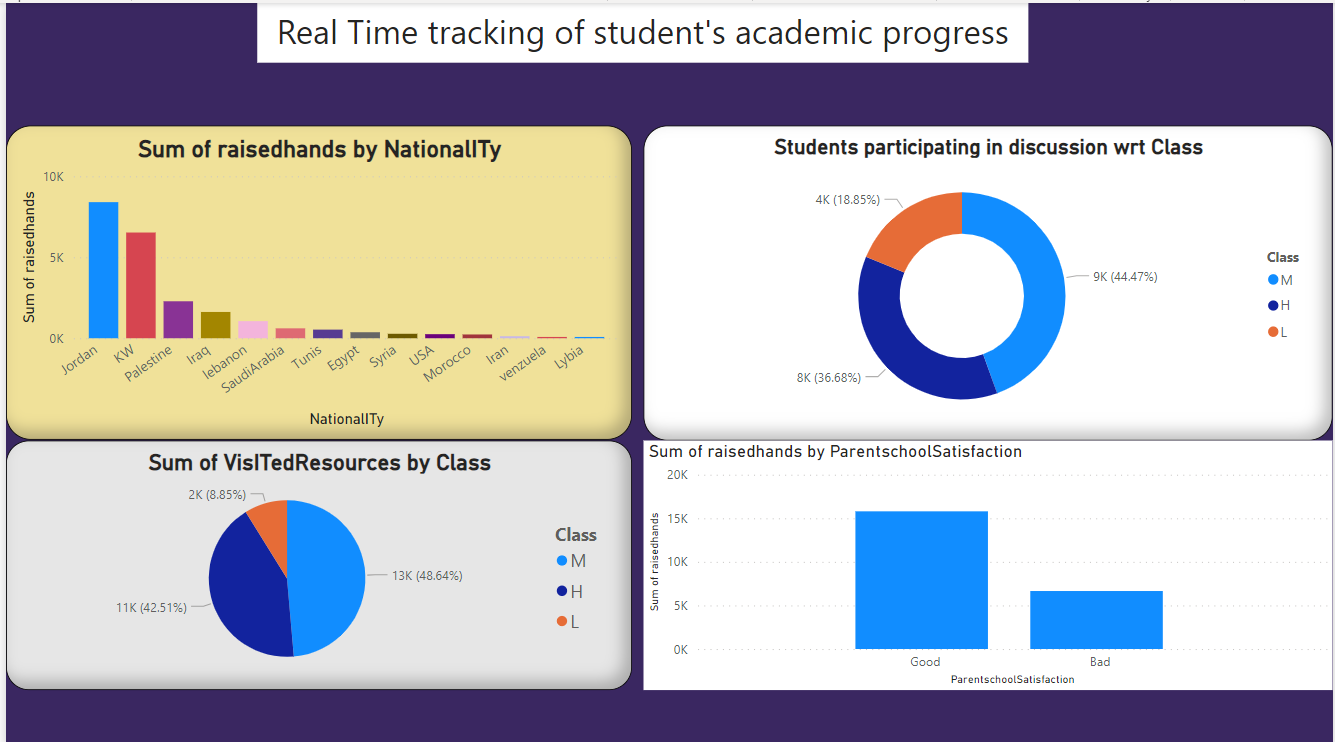 Real Time tracking of student's academic progress
Sum of raisedhands by NationalITy
10K
5K
0K
Sum of raisedhands
Jordan
KW
Palestine
Iraq
lebanon
SaudiArabia
Tunis
Egypt
Syria
USA
Morocco
Iran
venzuela
Lybia
NationalITy
Students participating in discussion wrt Class
4K (18.85%)
9K (44.47%)
8K (36.68%)
Class
M
H
L
Sum of VisITedResources by Class
2K (8.85%)
13K (48.64%)
11K (42.51%)
Class
M
H
L
Sum of raisedhands by ParentschoolSatisfaction
20K
15K
10K
5K
0K
Sum of raisedhands
Good
Bad
ParentschoolSatisfaction